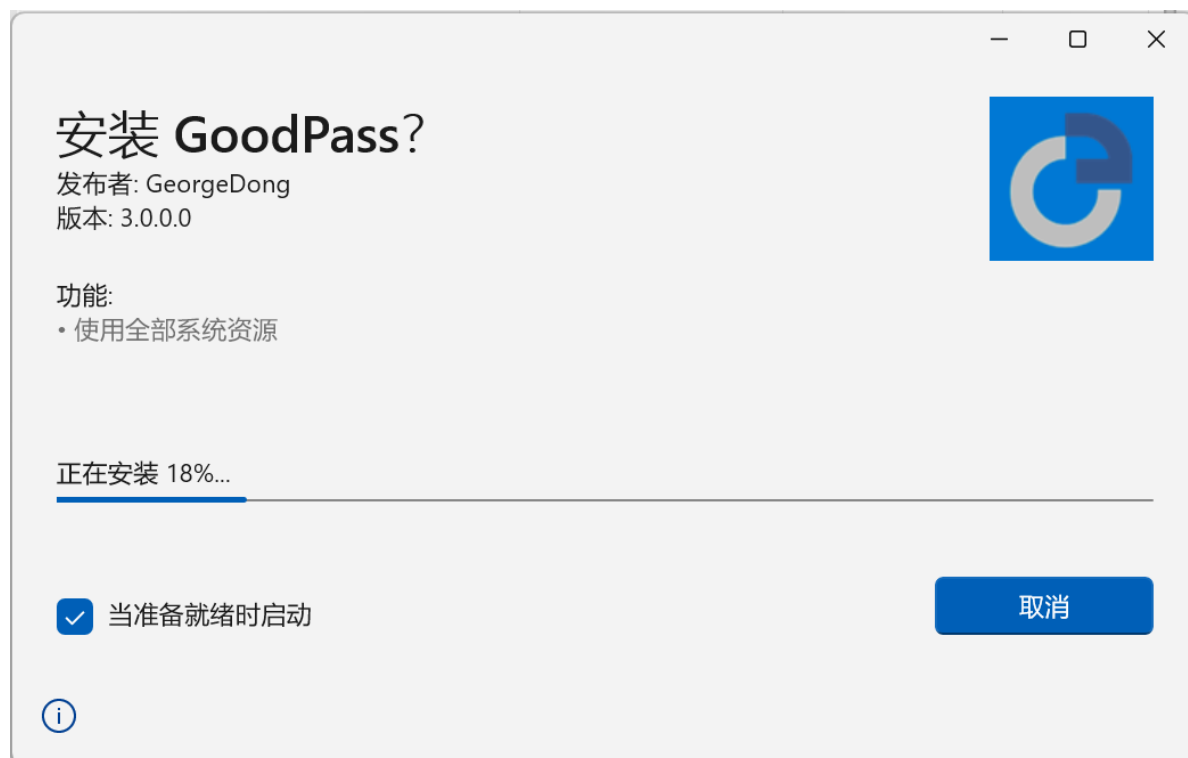 安装 GoodPass?
发布者: GeorgeDong
版本: 3.0.0.0
功能:
• 使用全部系统资源
正在安装 18%...
当准备就绪时启动
取消